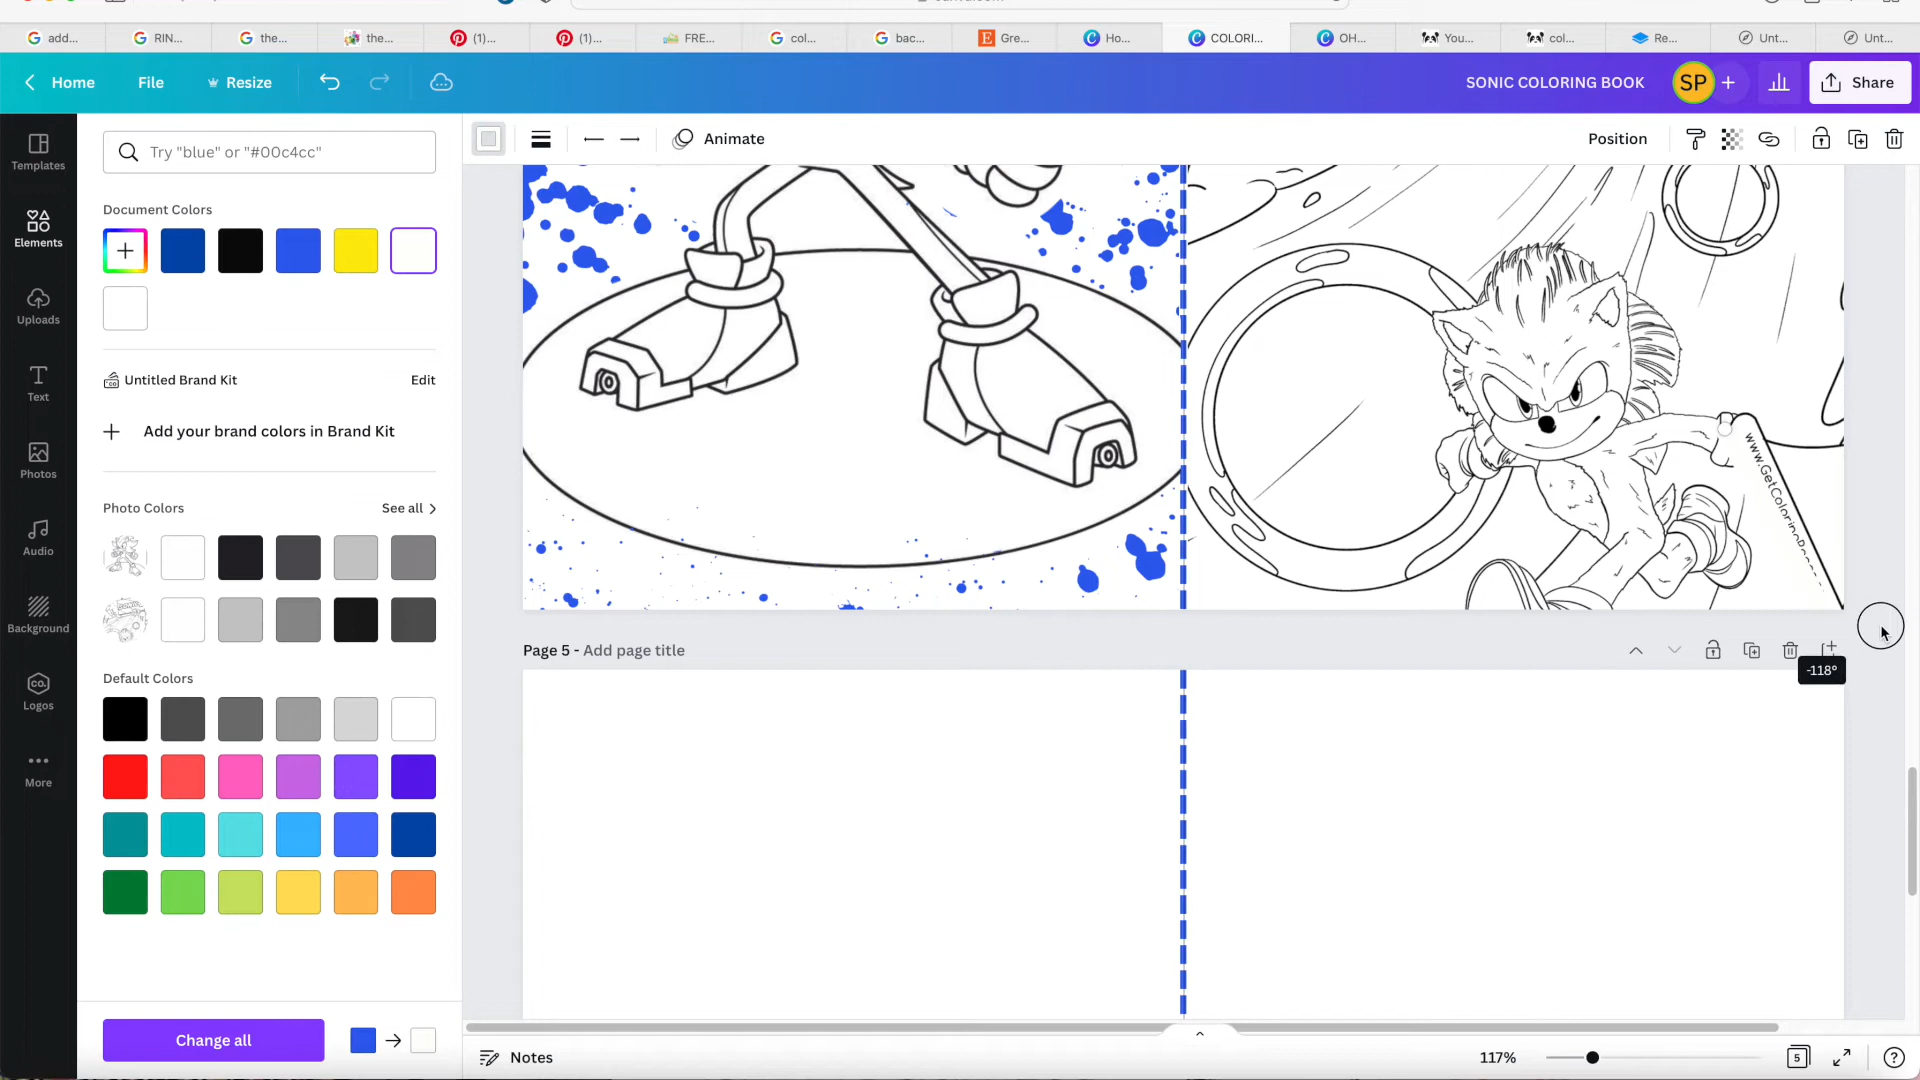 add...
RIN...
the...
the...
(1)...
(1)...
FRE...
col...
bac...
Gre...
Ho...
COLORI...
OH...
You...
col...
Re...
Unt...
Unt...
Home
File
Resize
SONIC COLORING BOOK
SP
Share
Templates
Elements
Uploads
Text
Photos
Audio
Background
Logos
More
Try "blue" or "#00c4cc"
Document Colors
Untitled Brand Kit
Edit
Add your brand colors in Brand Kit
Photo Colors
See all
Default Colors
Change all
Animate
Position
Page 5 - Add page title
-118°
Notes
117%
5